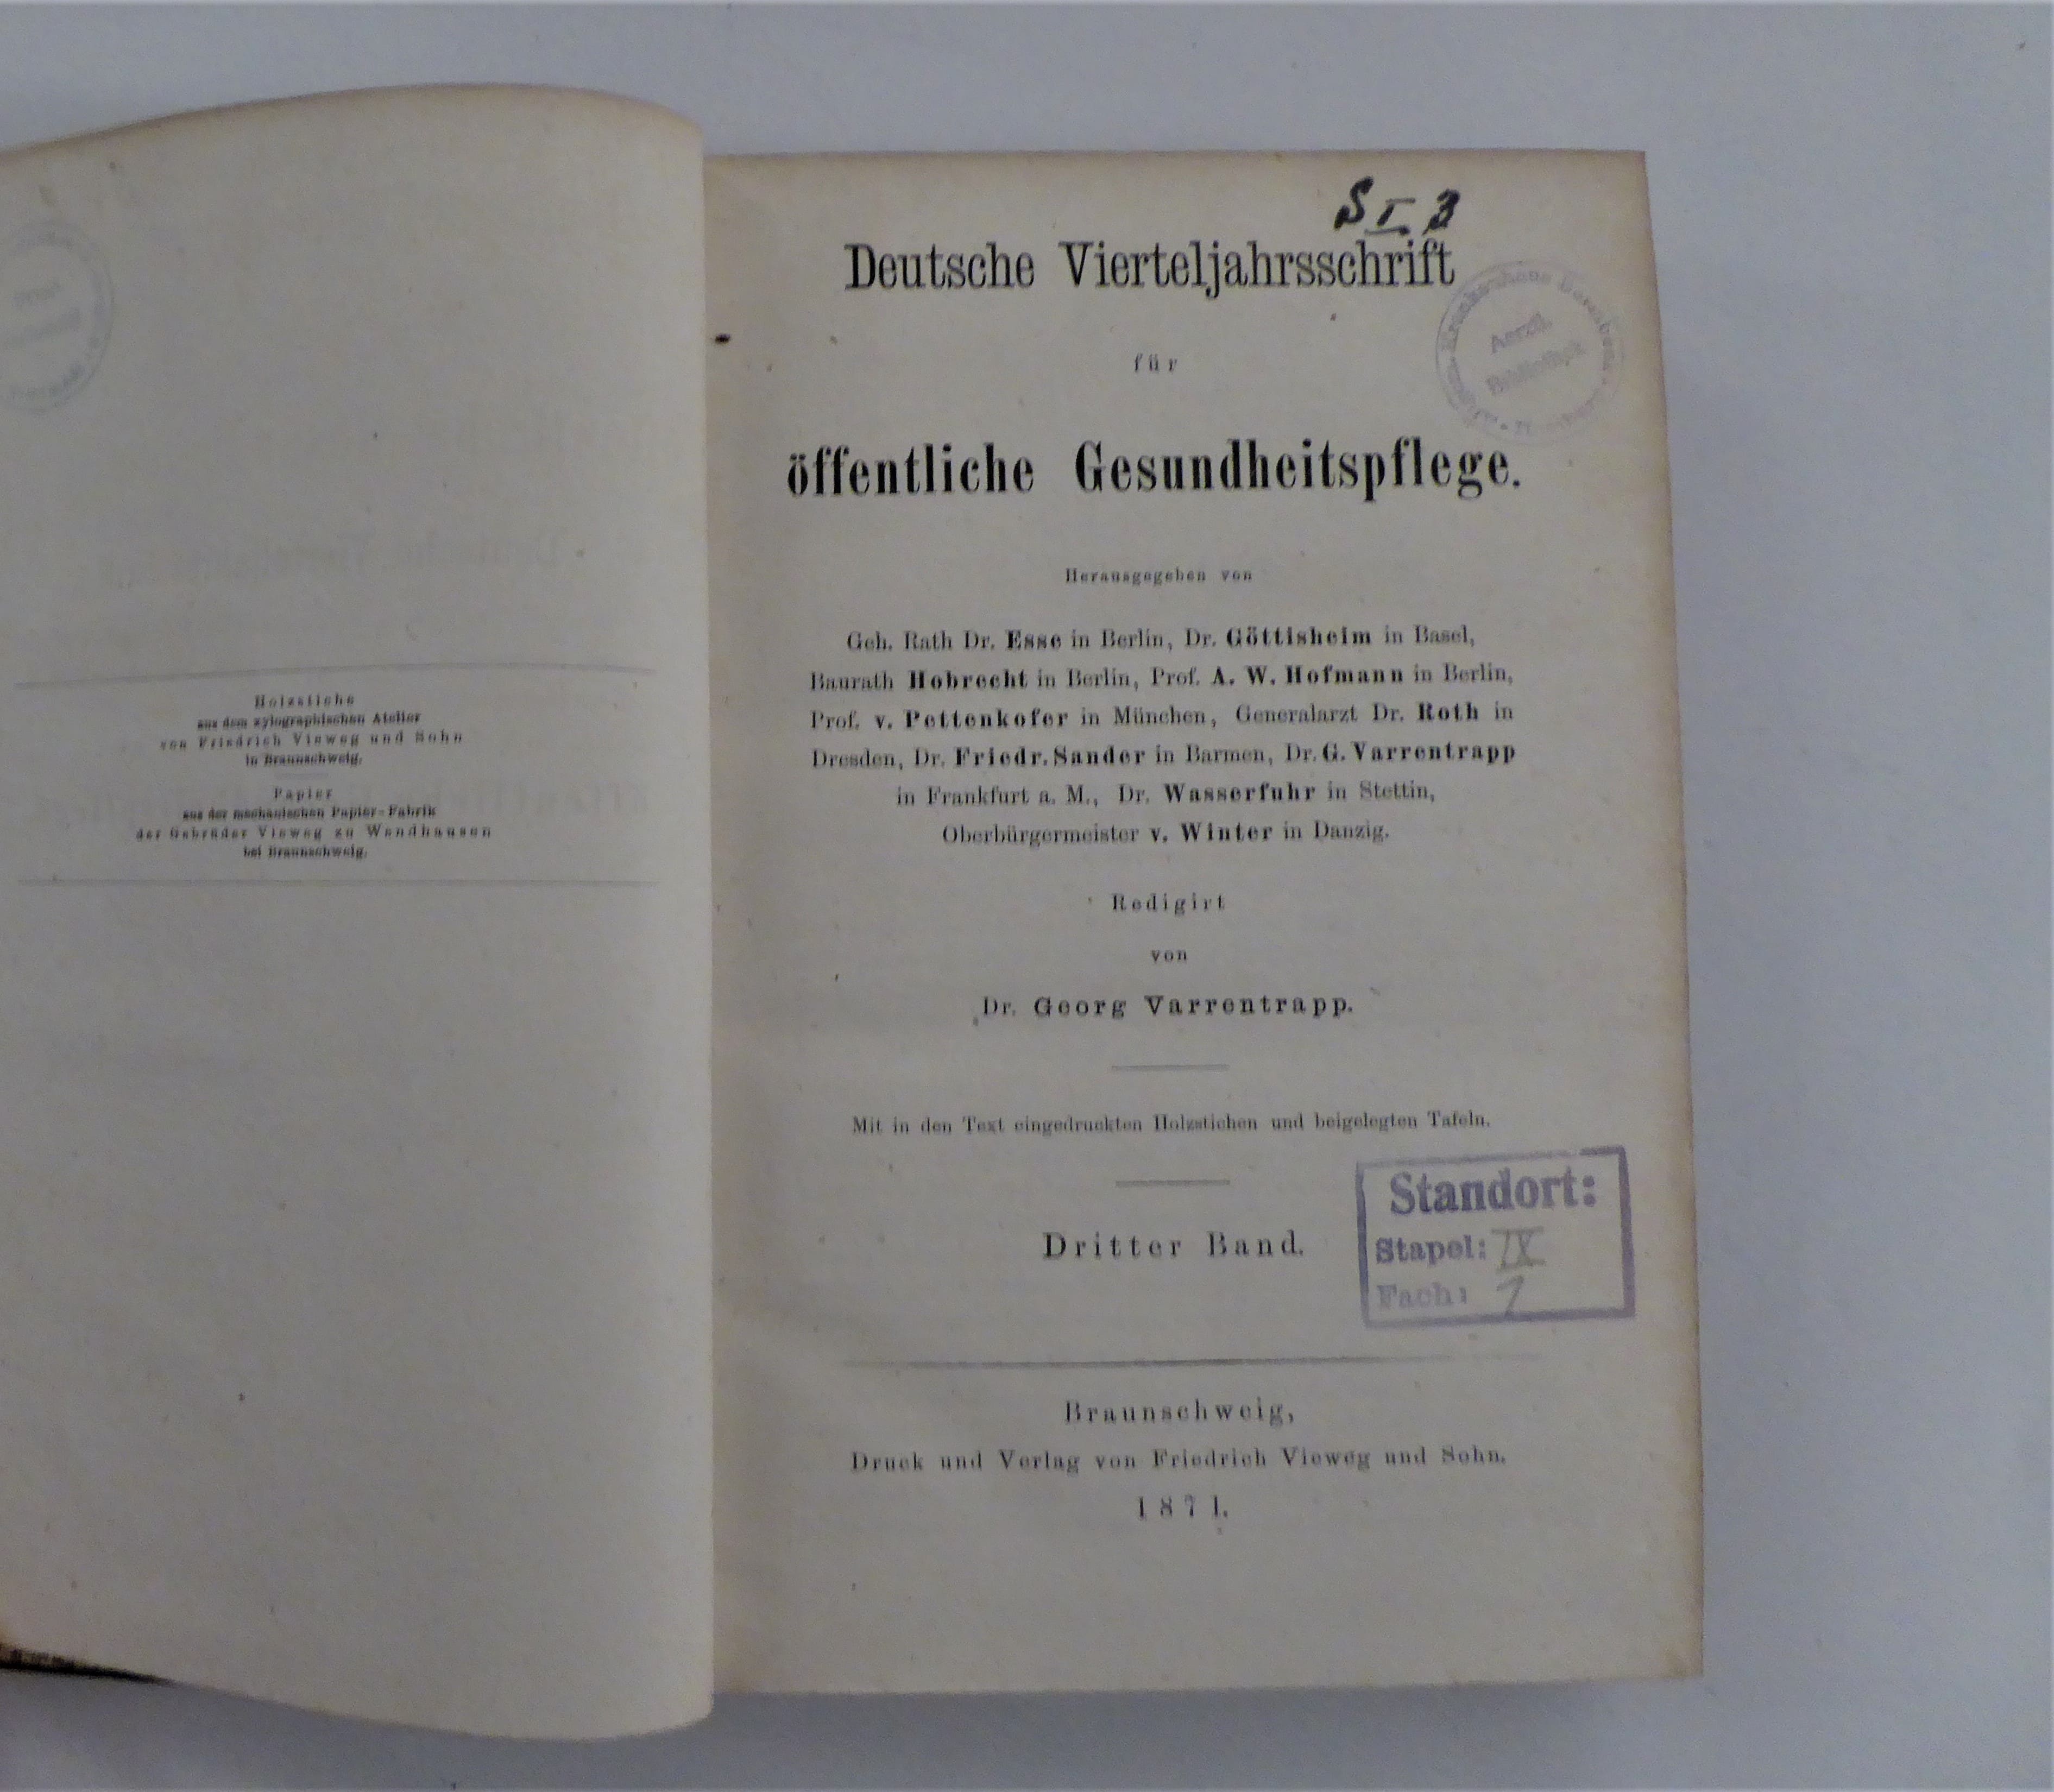 Holzstiche
aus dem xylographischen Atelier
von Friedrich Vieweg und Sohn
in Braunschweig.
Papier
aus der mechanischen Papier-Fabrik
der Gebrüder Vieweg zu Wendhausen
bei Braunschweig.
S I 3
Deutsche Vierteljahrsschrift
für
öffentliche Gesundheitspflege.
Aerztl.
Bibliothek
Herausgegeben von
Geh. Rath Dr. Esse in Berlin, Dr. Göttisheim in Basel,
Baurath Hobrecht in Berlin, Prof. A. W. Hofmann in Berlin,
Prof. v. Pettenkofer in München, Generalarzt Dr. Roth in
Dresden, Dr. Friedr. Sander in Barmen, Dr. G. Varrentrapp
in Frankfurt a. M., Dr. Wasserfuhr in Stettin,
Oberbürgermeister v. Winter in Danzig.
Redigirt
von
Dr. Georg Varrentrapp.
Mit in den Text eingedruckten Holzstichen und beigelegten Tafeln.
Dritter Band.
Standort:
Stapel: IX
Fach: 1
Braunschweig,
Druck und Verlag von Friedrich Vieweg und Sohn.
1871.